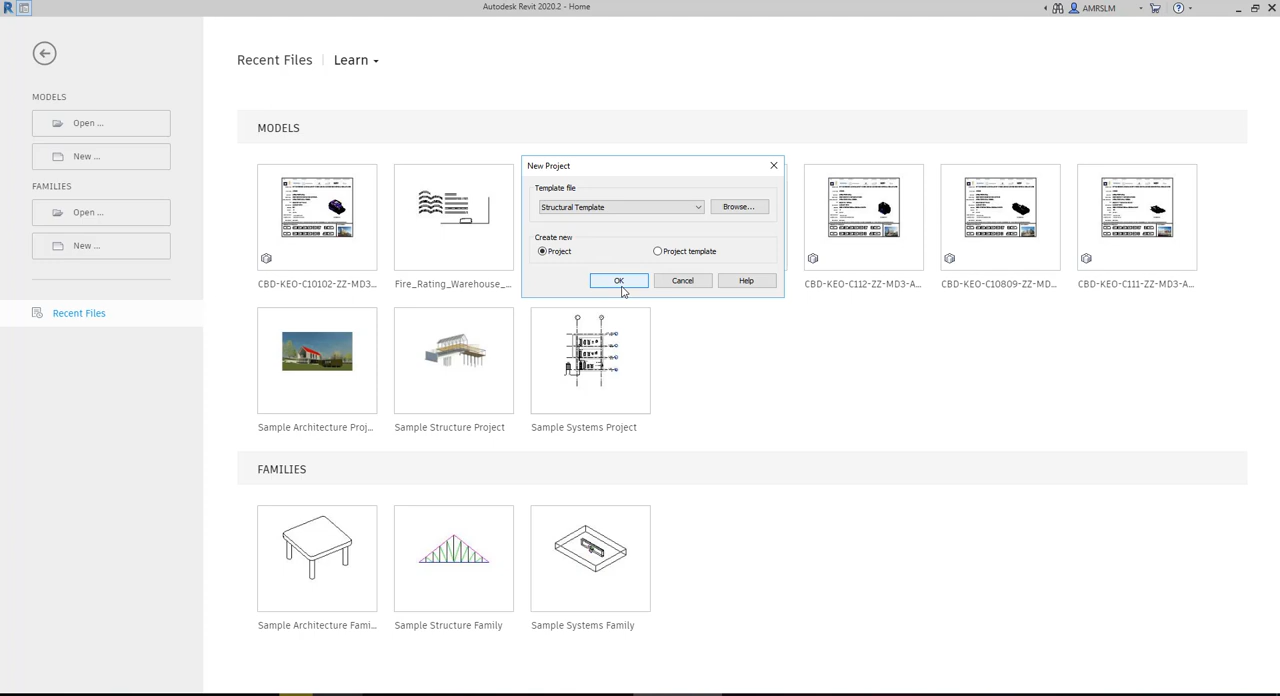 Autodesk Revit 2020.2 - Home
AMRSLM
Recent Files
Learn
MODELS
Open ...
New ...
FAMILIES
Open ...
New ...
Recent Files
MODELS
New Project
Template file
Structural Template
Browse...
Create new
Project
Project template
OK
Cancel
Help
CBD-KEO-C10102-ZZ-MD3...
Fire_Rating_Warehouse_...
CBD-KEO-C112-ZZ-MD3-A...
CBD-KEO-C10809-ZZ-MD...
CBD-KEO-C111-ZZ-MD3-A...
Sample Architecture Proj...
Sample Structure Project
Sample Systems Project
FAMILIES
Sample Architecture Fami...
Sample Structure Family
Sample Systems Family